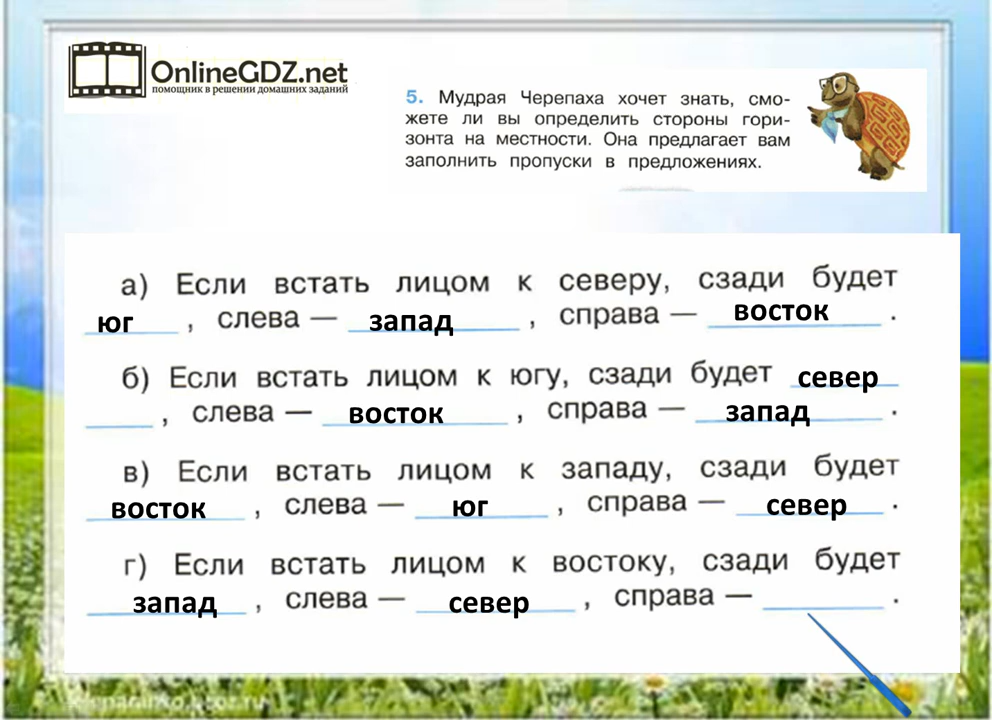 OnlineGDZ.net
помощник в решении домашних заданий
5. Мудрая Черепаха хочет знать, смо-
жете ли вы определить стороны гори-
зонта на местности. Она предлагает вам
заполнить пропуски в предложениях.
а) Если встать лицом к северу, сзади будет
юг , слева — запад , справа — восток .
б) Если встать лицом к югу, сзади будет север
, слева — восток , справа — запад .
в) Если встать лицом к западу, сзади будет
восток , слева — юг , справа — север .
г) Если встать лицом к востоку, сзади будет
запад , слева — север , справа — .